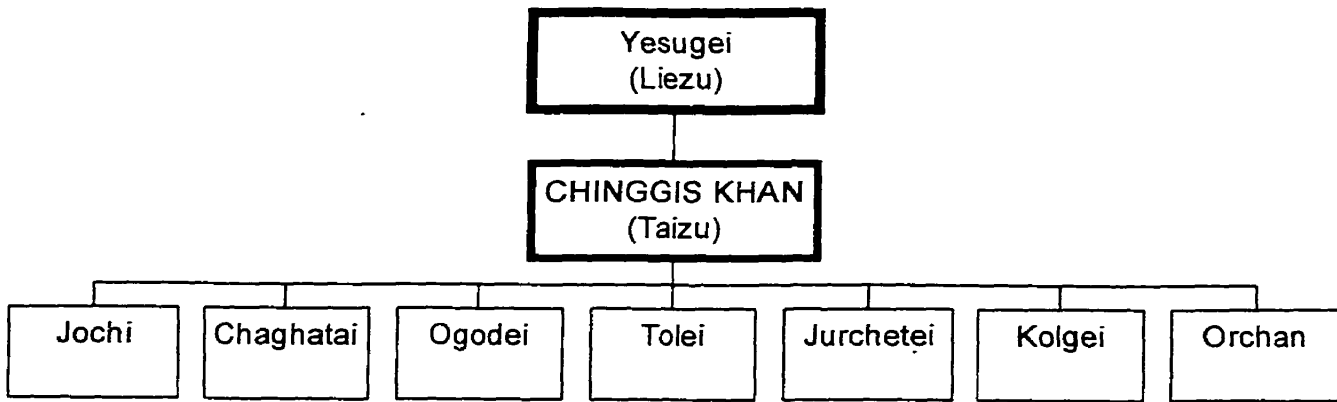 Yesugei
(Liezu)
CHINGGIS KHAN
(Taizu)
Jochi
Chaghatai
Ogodei
Tolei
Jurchetei
Kolgei
Orchan